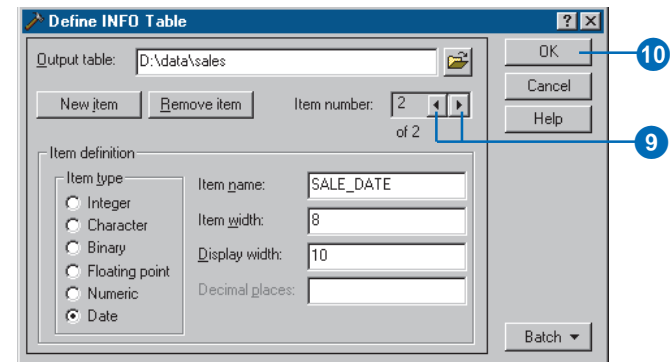 Define INFO Table
? ×
Output table: D:\data\sales
OK
10
Cancel
New item Remove item Item number: 2
of 2
Help
9
Item definition
Item type
Integer
Character
Binary
Floating point
Numeric
Date
Item name: SALE_DATE
Item width: 8
Display width: 10
Decimal places:
Batch